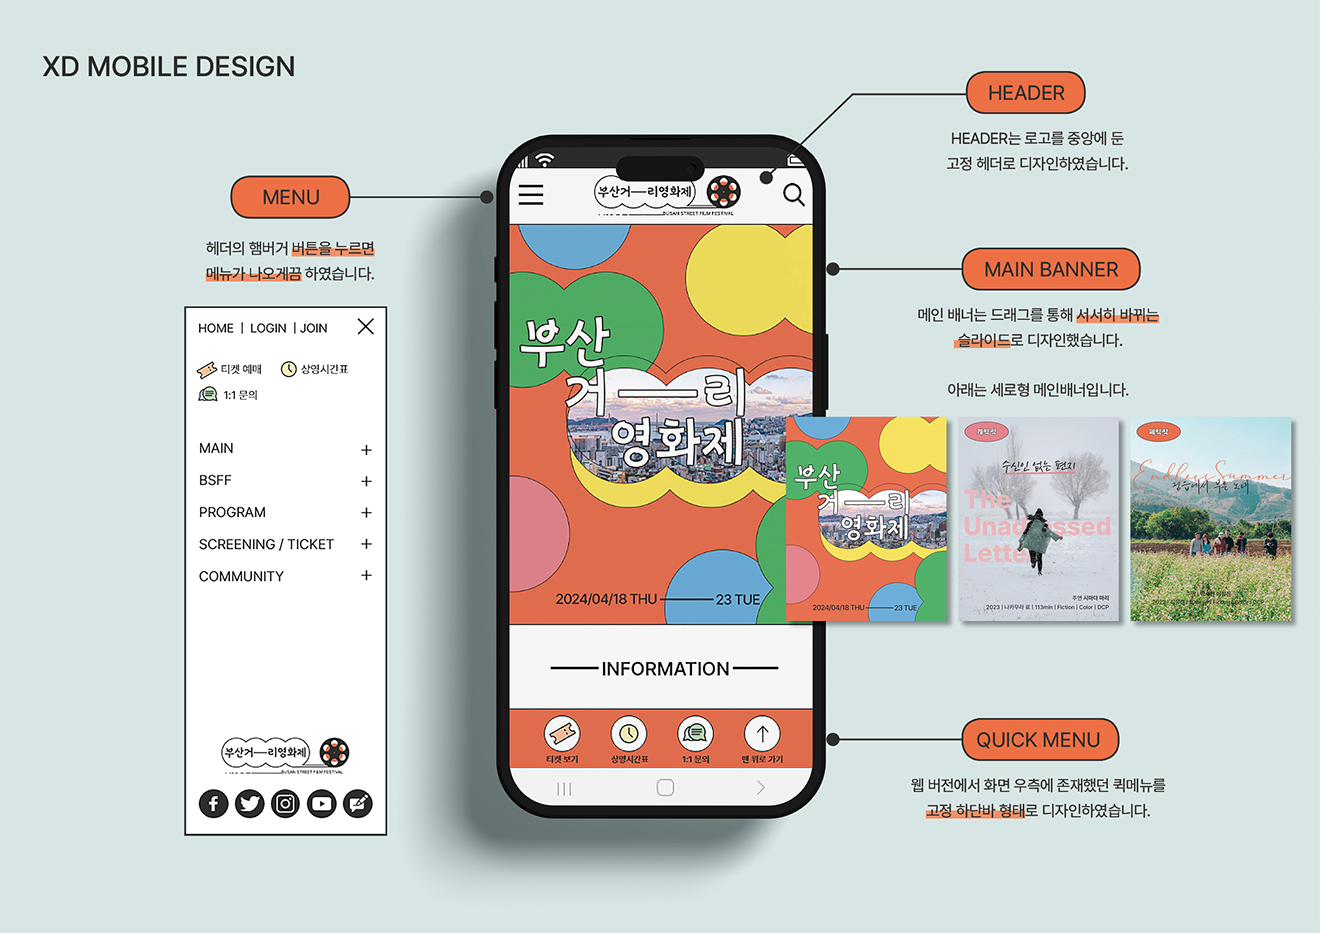 XD MOBILE DESIGN
HEADER
HEADER는 로고를 중앙에 둔
고정 헤더로 디자인하였습니다.
MENU
헤더의 햄버거 버튼을 누르면
메뉴가 나오게끔 하였습니다.
HOME | LOGIN | JOIN
티켓 예매
상영시간표
1:1 문의
MAIN +
BSFF +
PROGRAM +
SCREENING / TICKET +
COMMUNITY +
부산거—리영화제
BUSAN STREET FILM FESTIVAL
부산거—리영화제
BUSAN STREET FILM FESTIVAL
부산
거—리
영화제
2024/04/18 THU — 23 TUE
INFORMATION
티켓 보기
상영시간표
1:1 문의
맨 위로 가기
MAIN BANNER
메인 배너는 드래그를 통해 서서히 바뀌는
슬라이드로 디자인했습니다.
아래는 세로형 메인배너입니다.
부산
거—리
영화제
2024/04/18 THU — 23 TUE
개막작
수신인 없는 편지
The
Unaddressed
Letter
주연 시마다 마리
2023 | 나카무라 료 | 113min | Fiction | Color | DCP
폐막작
Endless Summer
QUICK MENU
웹 버전에서 화면 우측에 존재했던 퀵메뉴를
고정 하단바 형태로 디자인하였습니다.